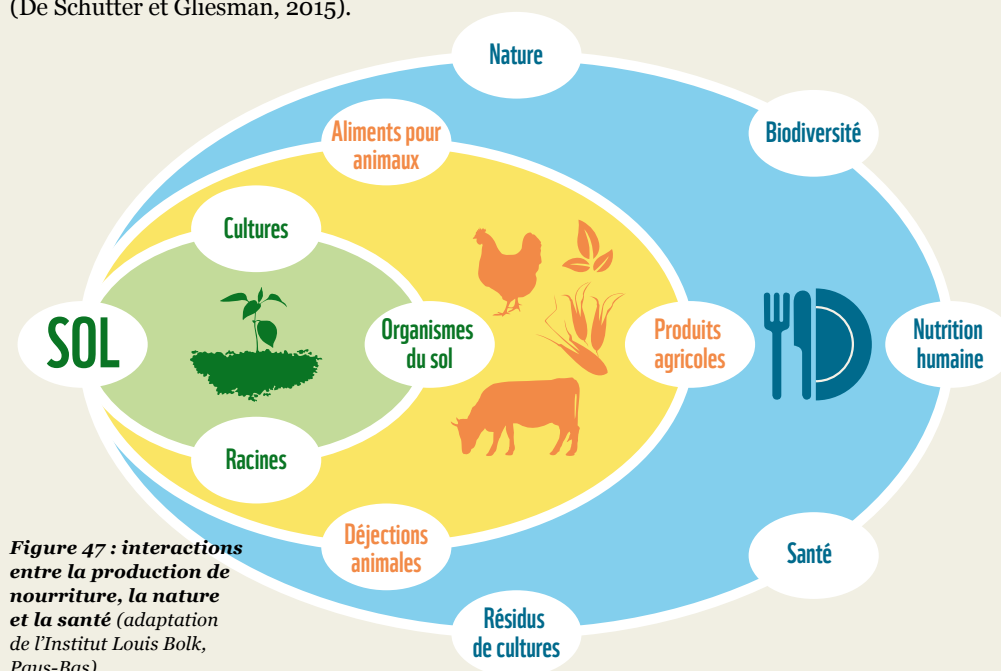 (De Schutter et Gliesman, 2015).
Nature
Biodiversité
Aliments pour
animaux
Cultures
SOL
Organismes
du sol
Produits
agricoles
Nutrition
humaine
Racines
Déjections
animales
Santé
Résidus
de cultures
Figure 47 : interactions
entre la production de
nourriture, la nature
et la santé (adaptation
de l’Institut Louis Bolk,
Pays-Bas)